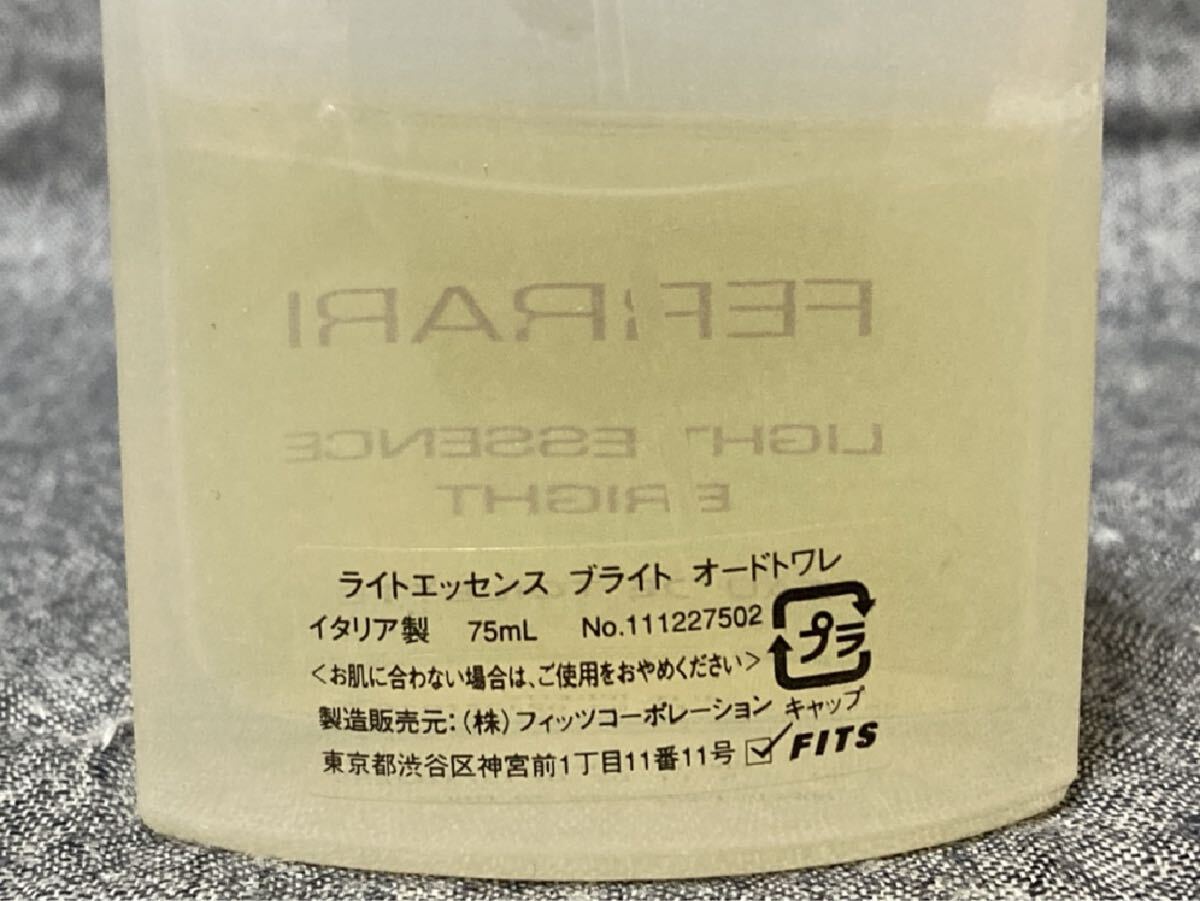 FERRARI
LIGHT ESSENCE
BRIGHT
ライトエッセンス ブライト オードトワレ
イタリア製 75mL No.111227502
プラ
<お肌に合わない場合は、ご使用をおやめください>
キャップ
製造販売元:(株)フィッツコーポレーション
東京都渋谷区神宮前1丁目11番11号
FITS